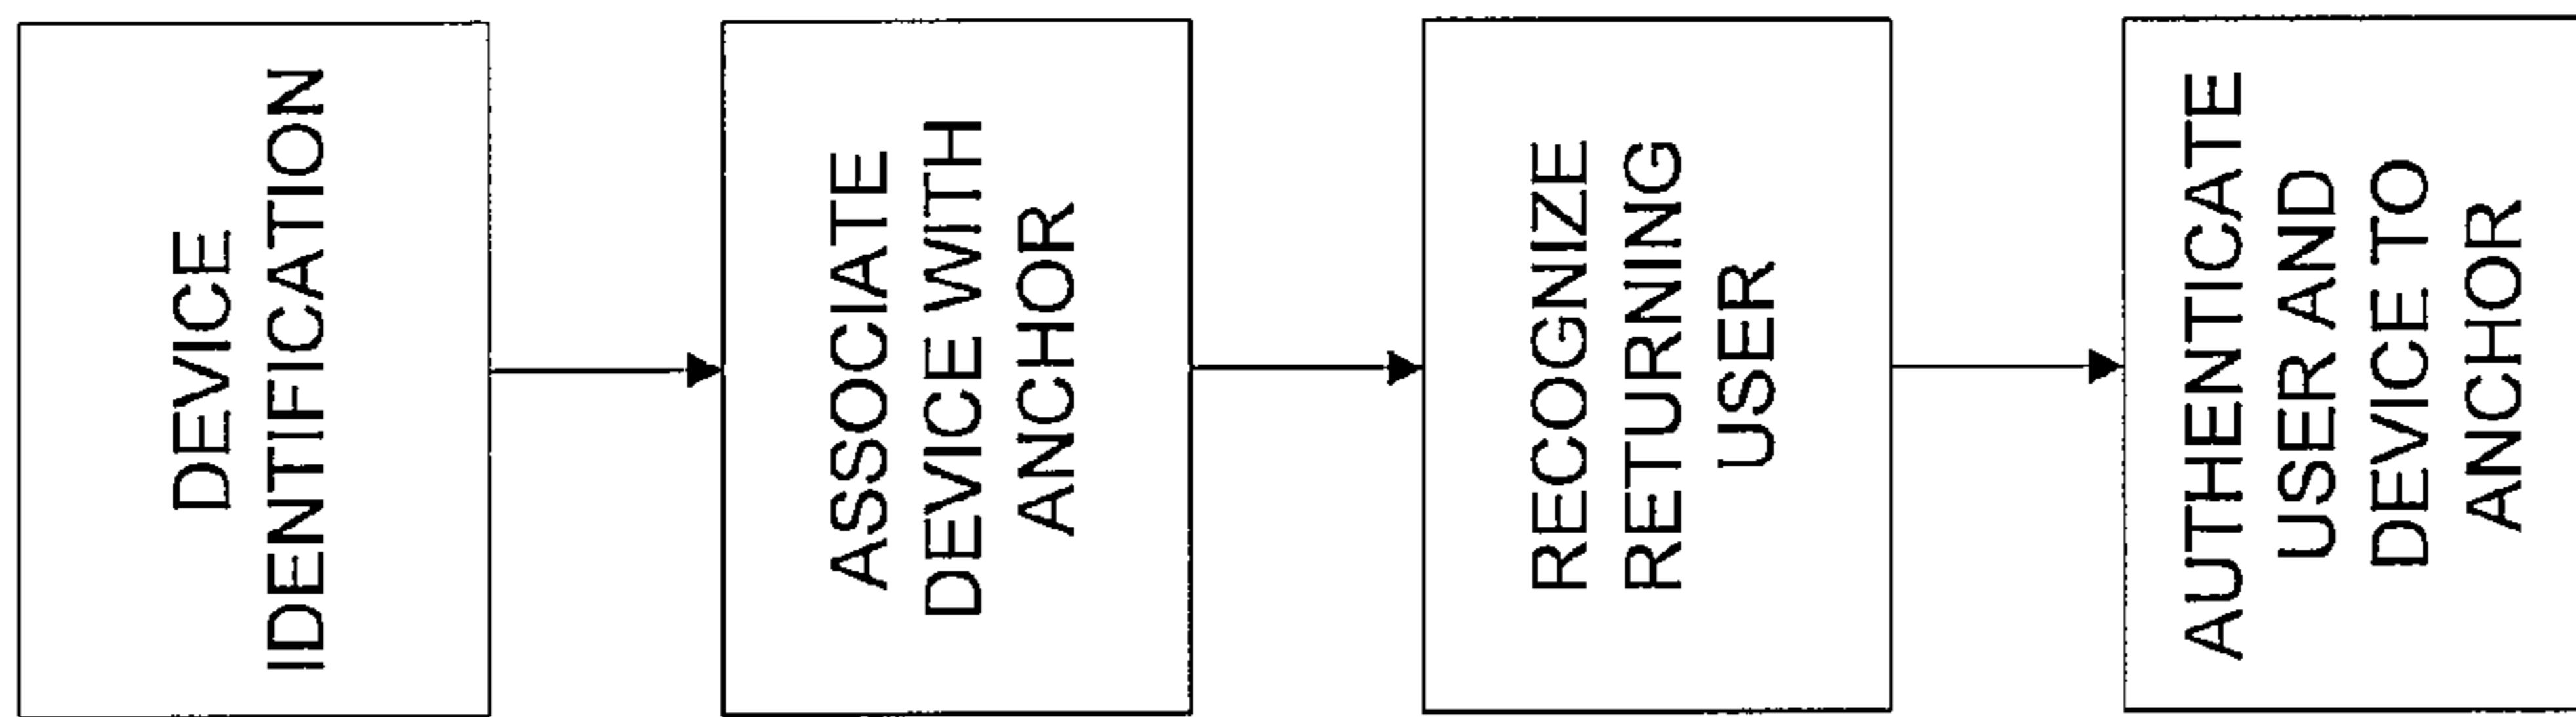 DEVICE
IDENTIFICATION
ASSOCIATE
DEVICE WITH
ANCHOR
RECOGNIZE
RETURNING
USER
AUTHENTICATE
USER AND
DEVICE TO
ANCHOR